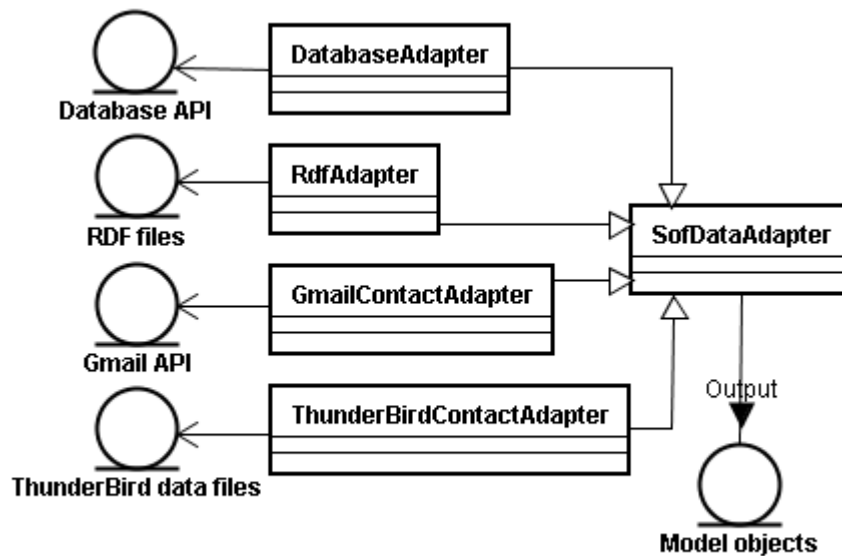 DatabaseAdapter
Database API
RdfAdapter
RDF files
SofDataAdapter
GmailContactAdapter
Gmail API
Output
ThunderBirdContactAdapter
ThunderBird data files
Model objects